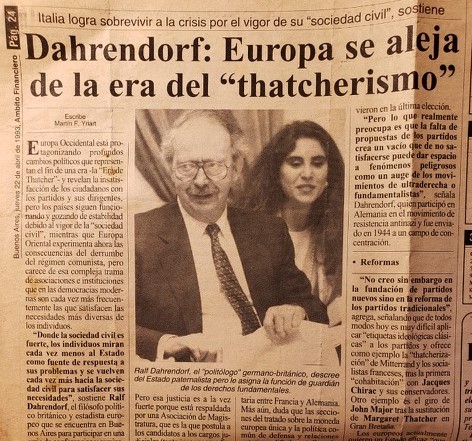 Italia logra sobrevivir a la crisis por el vigor de su "sociedad civil", sostiene
Dahrendorf: Europa se aleja
de la era del "thatcherismo"
Pág. 24
Buenos Aires, jueves 22 de abril de 1993, Ambito Financiero
Escribe
Martín F. Yriart
Europa Occidental está pro-
tagonizando profundos
cambios políticos que represen-
tan el fin de una era -la "Era de
Thatcher"- y revelan la insatis-
facción de los ciudadanos con los
partidos y sus dirigentes, pero
los países siguen funcionando
y gozando de estabilidad
debido al vigor de la "sociedad
civil", mientras que Europa
Oriental experimenta ahora las
consecuencias del derrumbe
del régimen comunista, pero
carece de esa compleja trama
de asociaciones e instituciones
que en las democracias moder-
nas son cada vez más frecuente-
mente las que satisfacen las
necesidades más diversas de
los individuos.
"Donde la sociedad civil es
fuerte, los individuos miran
cada vez menos al Estado
como fuente de respuesta a
sus problemas y se vuelven
cada vez más hacia la socie-
dad civil para satisfacer sus
necesidades", sostiene Ralf
Dahrendorf, el filósofo políti-
co británico y estadista euro-
peo que se encuentra en Bue-
nos Aires para participar en una
Ralf Dahrendorf, el "politólogo" germano-británico, descree
del Estado paternalista pero le asigna la función de guardián
de los derechos fundamentales.
Pero esa justicia es a la vez
fuerte porque está respaldada
por una Asociación de Magis-
tratura, que es la que postula a
los candidatos a los cargos ju-
taria entre Francia y Alemania.
Más aún, duda que las seccio-
nes del tratado sobre la moneda
europea única y la política co-
mún de defensa y relaciones
vieron en la última elección.
"Pero lo que realmente
preocupa es que la falta de
propuestas de los partidos
crea un vacío que de no sa-
tisfacerse puede dar espacio
a fenómenos peligrosos
como un auge de los
movimientos de ultraderecha o
fundamentalistas", señala
Dahrendorf, quien participó en
Alemania en el movimiento de
resistencia antinazi y fue envia-
do en 1944 a un campo de con-
centración.
• Reformas
"No creo sin embargo en
la fundación de partidos
nuevos sino en la reforma de
los partidos tradicionales",
agrega, señalando que de todos
modos hoy es muy difícil apli-
car "etiquetas ideológicas clási-
cas" a los partidos y ofrece
como ejemplo la "thatcheriza-
ción" de Mitterrand y los socia-
listas franceses, tras la primera
"cohabitación" con Jacques
Chirac y sus conservadores.
Otro ejemplo es el giro de
John Major tras la sustitución
de Margaret Thatcher en
Gran Bretaña.